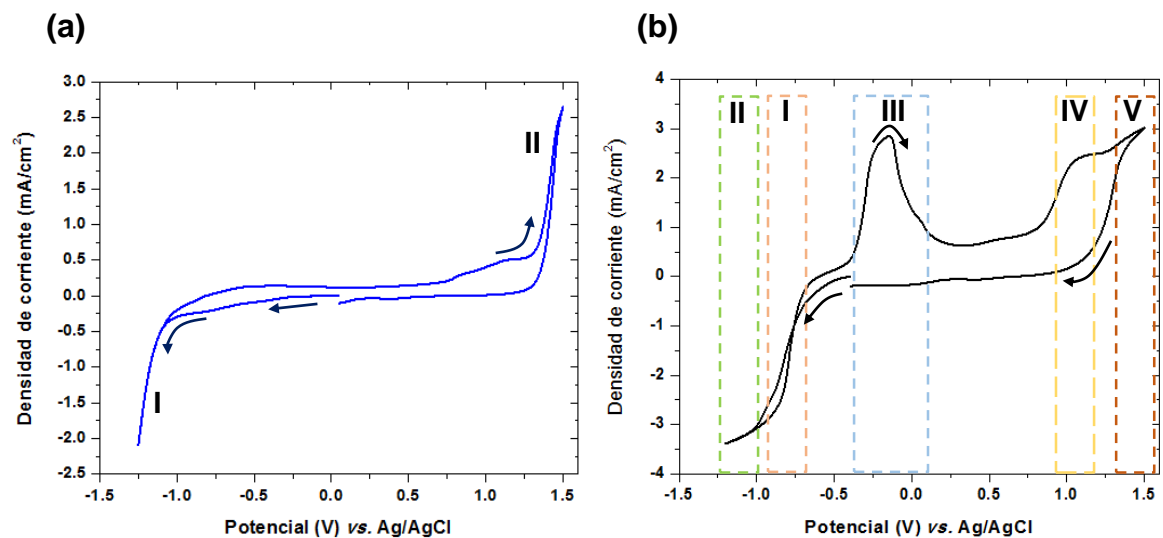 (a)
3.0
2.5
2.0
1.5
1.0
0.5
0.0
-0.5
-1.0
-1.5
-2.0
-2.5
Densidad de corriente (mA/cm²)
I
II
-1.5
-1.0
-0.5
0.0
0.5
1.0
1.5
Potencial (V) vs. Ag/AgCl
(b)
4
3
2
1
0
-1
-2
-3
-4
Densidad de corriente (mA/cm²)
II
I
III
IV
V
-1.5
-1.0
-0.5
0.0
0.5
1.0
1.5
Potencial (V) vs. Ag/AgCl